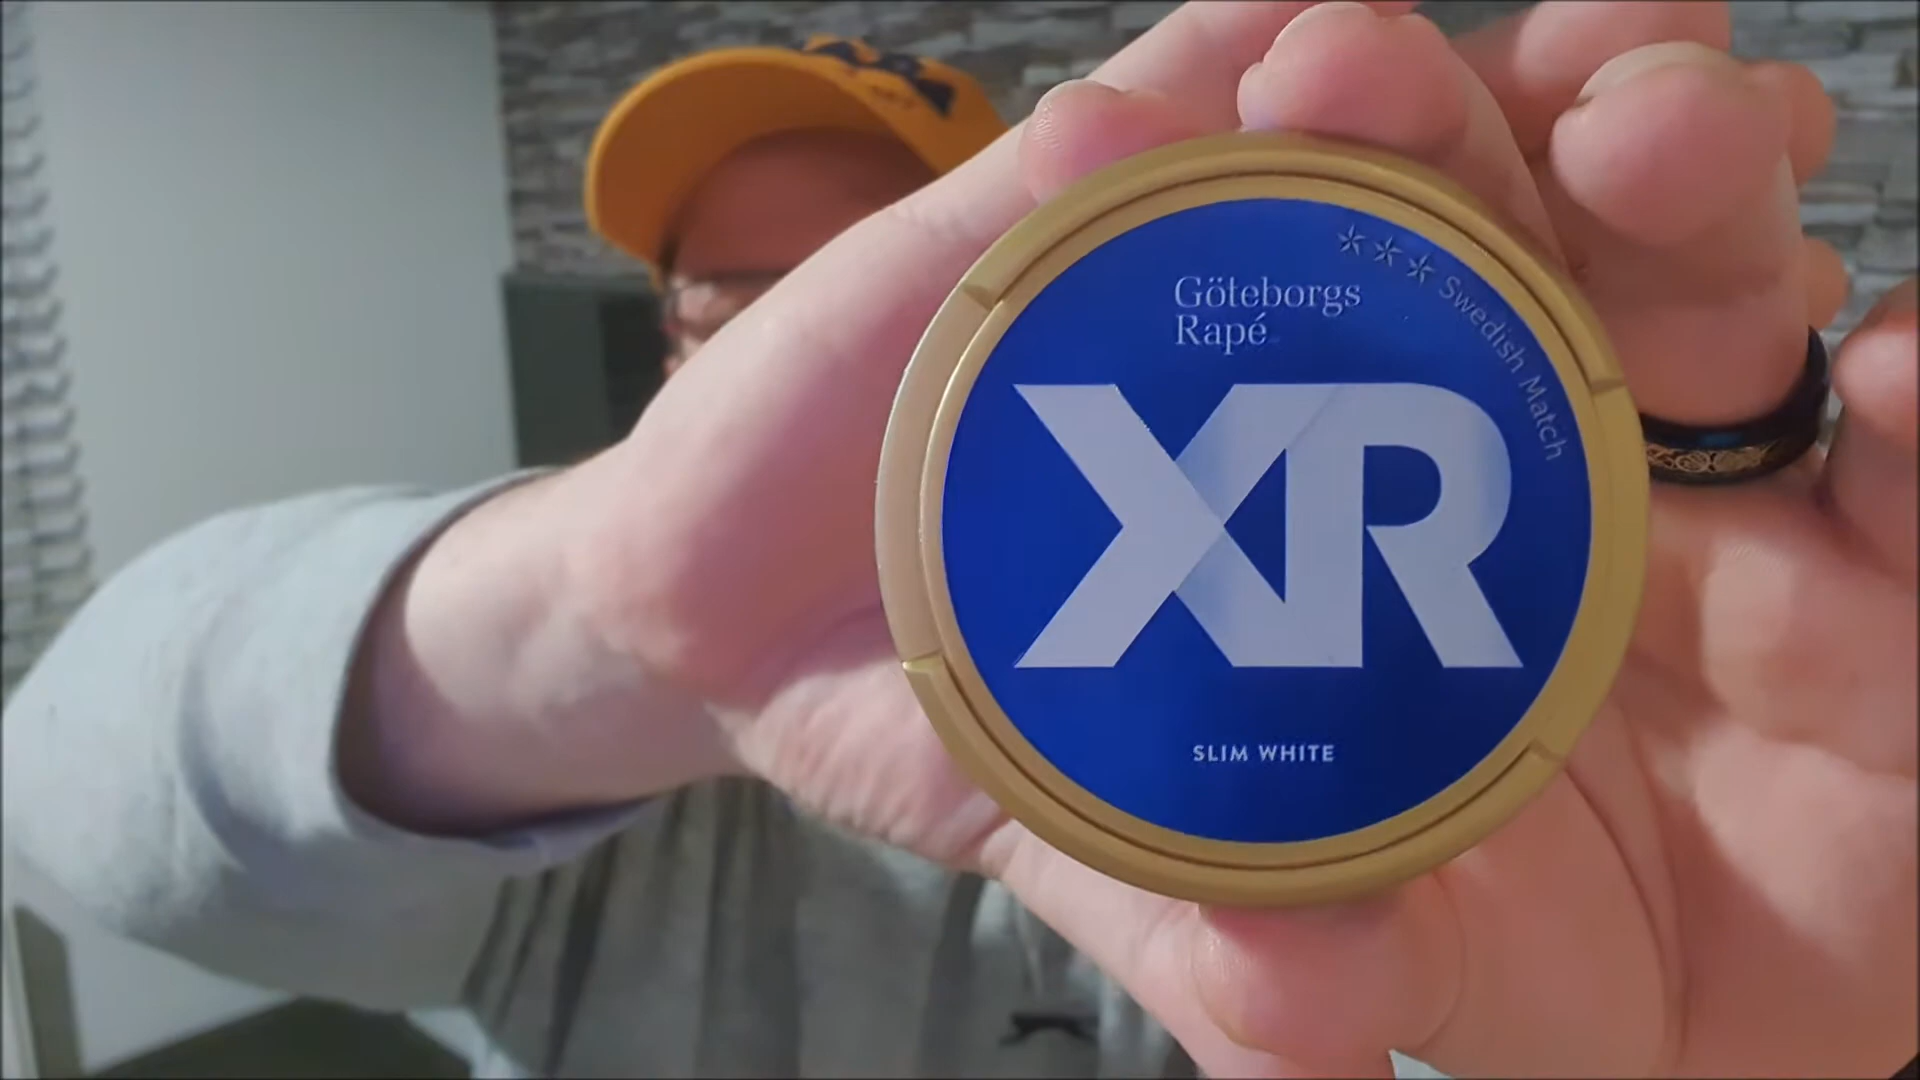 Göteborgs
Rapé
Swedish Match
XR
SLIM WHITE